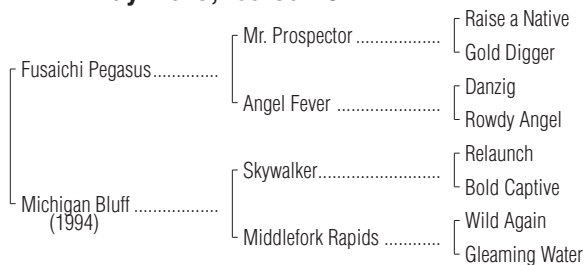 Raise a Native
Mr. Prospector ...................
Gold Digger
Fusaichi Pegasus..............
Danzig
Angel Fever .......................
Rowdy Angel
Relaunch
Skywalker..........................
Bold Captive
Michigan Bluff ..................
(1994)
Wild Again
Middlefork Rapids ............
Gleaming Water